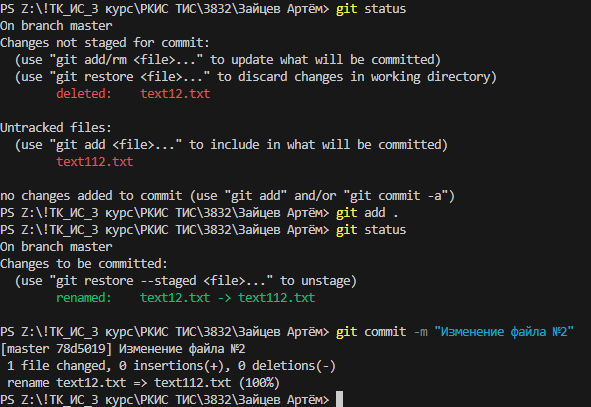 PS Z:\!ТК_ИС_3 курс\РКИС ТИС\3832\Зайцев Артём> git status
On branch master
Changes not staged for commit:
  (use "git add/rm <file>..." to update what will be committed)
  (use "git restore <file>..." to discard changes in working directory)
        deleted:    text12.txt

Untracked files:
  (use "git add <file>..." to include in what will be committed)
        text112.txt

no changes added to commit (use "git add" and/or "git commit -a")
PS Z:\!ТК_ИС_3 курс\РКИС ТИС\3832\Зайцев Артём> git add .
PS Z:\!ТК_ИС_3 курс\РКИС ТИС\3832\Зайцев Артём> git status
On branch master
Changes to be committed:
  (use "git restore --staged <file>..." to unstage)
        renamed:    text12.txt -> text112.txt

PS Z:\!ТК_ИС_3 курс\РКИС ТИС\3832\Зайцев Артём> git commit -m "Изменение файла №2"
[master 78d5019] Изменение файла №2
 1 file changed, 0 insertions(+), 0 deletions(-)
 rename text12.txt => text112.txt (100%)
PS Z:\!ТК_ИС_3 курс\РКИС ТИС\3832\Зайцев Артём>